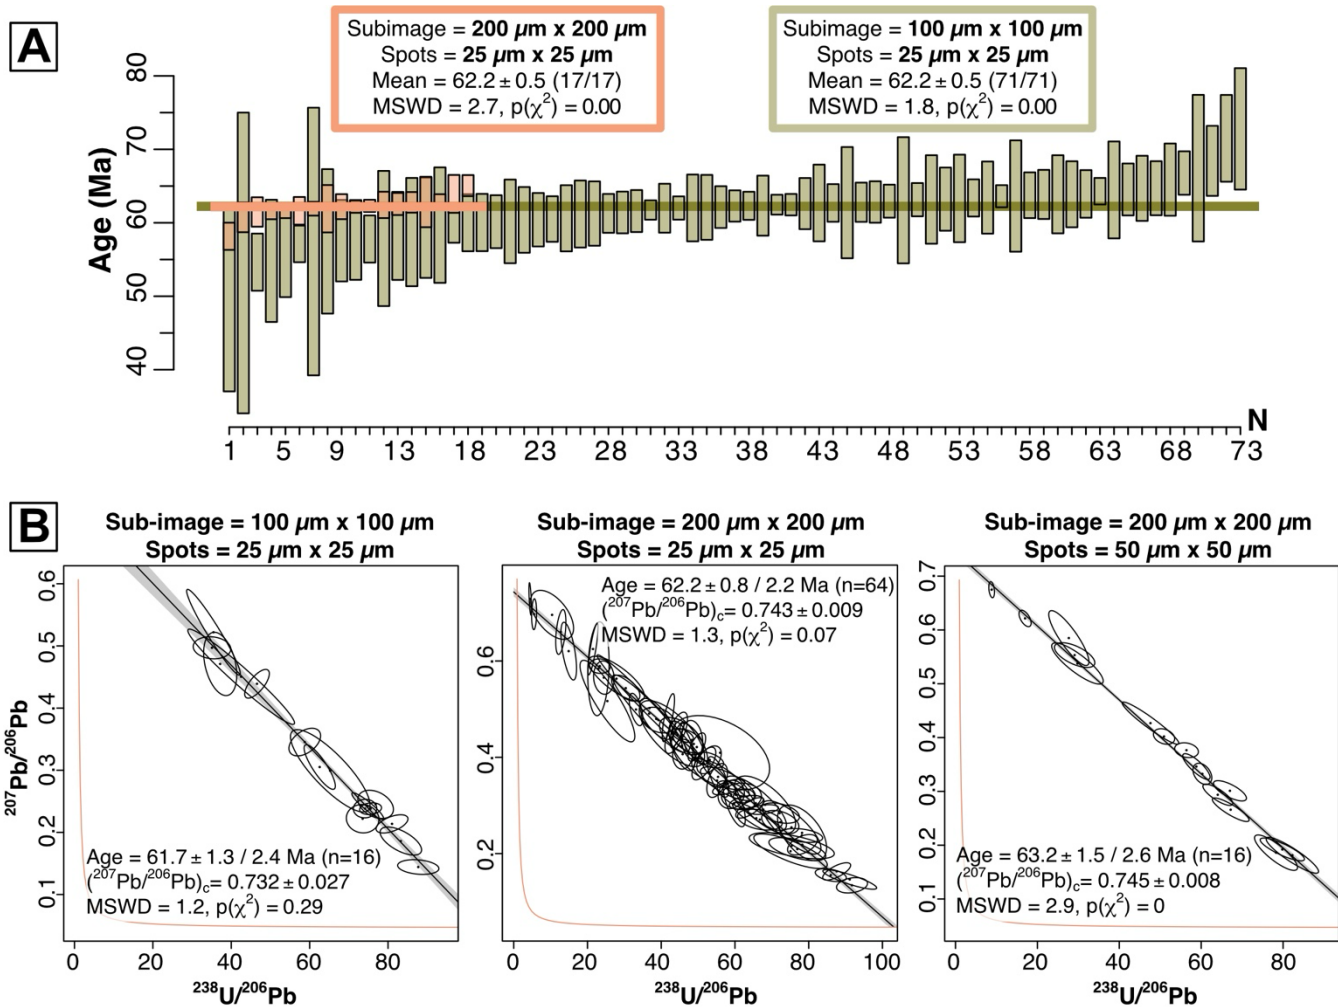 A
Subimage = 200 µm x 200 µm
Spots = 25 µm x 25 µm
Mean = 62.2 ± 0.5 (17/17)
MSWD = 2.7, p(χ²) = 0.00
Subimage = 100 µm x 100 µm
Spots = 25 µm x 25 µm
Mean = 62.2 ± 0.5 (71/71)
MSWD = 1.8, p(χ²) = 0.00
Age (Ma)
80
70
60
50
40
N
1 5 9 13 18 23 28 33 38 43 48 53 58 63 68 73
B
Sub-image = 100 µm x 100 µm
Spots = 25 µm x 25 µm
²⁰⁷Pb/²⁰⁶Pb
0.6
0.5
0.4
0.3
0.2
0.1
Age = 61.7 ± 1.3 / 2.4 Ma (n=16)
(²⁰⁷Pb/²⁰⁶Pb)c = 0.732 ± 0.027
MSWD = 1.2, p(χ²) = 0.29
0 20 40 60 80
²³⁸U/²⁰⁶Pb
Sub-image = 200 µm x 200 µm
Spots = 25 µm x 25 µm
Age = 62.2 ± 0.8 / 2.2 Ma (n=64)
(²⁰⁷Pb/²⁰⁶Pb)c = 0.743 ± 0.009
MSWD = 1.3, p(χ²) = 0.07
0.6
0.4
0.2
0 20 40 60 80 100
²³⁸U/²⁰⁶Pb
Sub-image = 200 µm x 200 µm
Spots = 50 µm x 50 µm
0.7
0.6
0.5
0.4
0.3
0.2
0.1
Age = 63.2 ± 1.5 / 2.6 Ma (n=16)
(²⁰⁷Pb/²⁰⁶Pb)c = 0.745 ± 0.008
MSWD = 2.9, p(χ²) = 0
0 20 40 60 80
²³⁸U/²⁰⁶Pb